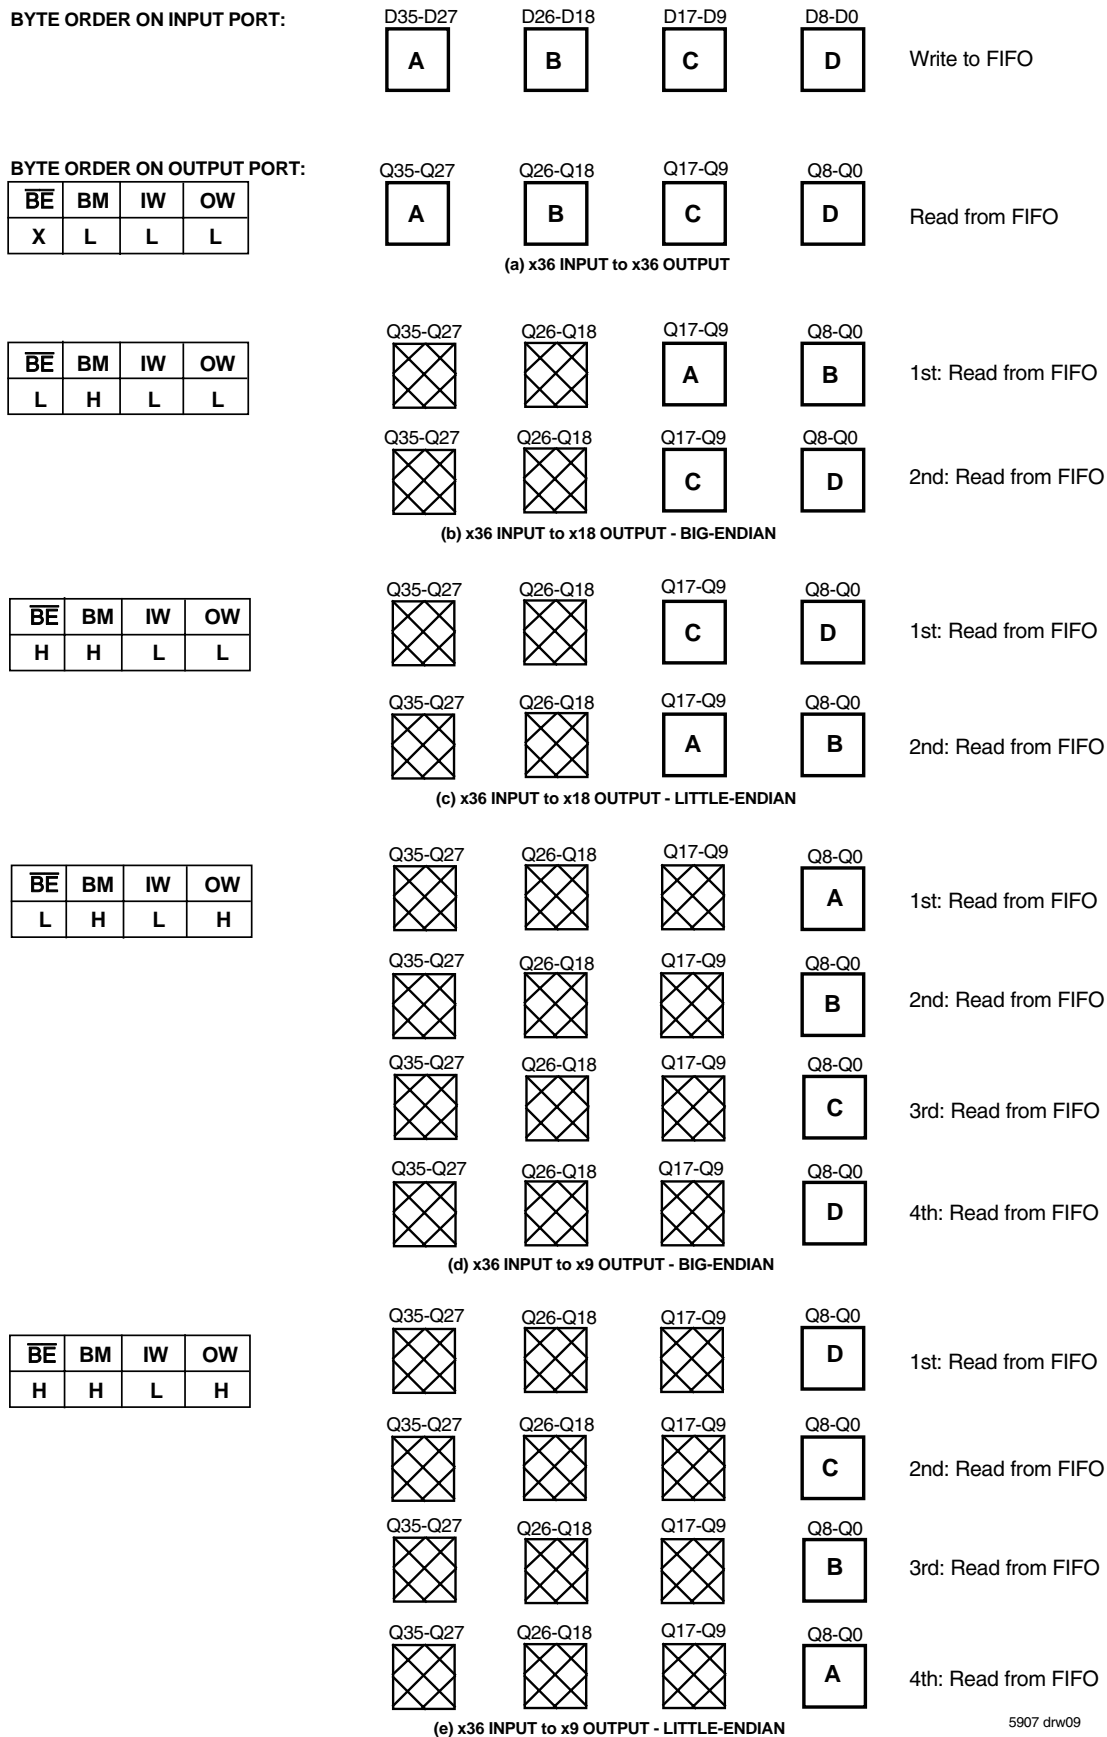 BYTE ORDER ON INPUT PORT:
D35-D27 D26-D18 D17-D9 D8-D0
A B C D Write to FIFO
BYTE ORDER ON OUTPUT PORT:
Q35-Q27 Q26-Q18 Q17-Q9 Q8-Q0
B̅E̅ BM IW OW
X L L L
A B C D Read from FIFO
(a) x36 INPUT to x36 OUTPUT
Q35-Q27 Q26-Q18 Q17-Q9 Q8-Q0
B̅E̅ BM IW OW
L H L L
A B 1st: Read from FIFO
Q35-Q27 Q26-Q18 Q17-Q9 Q8-Q0
C D 2nd: Read from FIFO
(b) x36 INPUT to x18 OUTPUT - BIG-ENDIAN
Q35-Q27 Q26-Q18 Q17-Q9 Q8-Q0
B̅E̅ BM IW OW
H H L L
C D 1st: Read from FIFO
Q35-Q27 Q26-Q18 Q17-Q9 Q8-Q0
A B 2nd: Read from FIFO
(c) x36 INPUT to x18 OUTPUT - LITTLE-ENDIAN
Q35-Q27 Q26-Q18 Q17-Q9 Q8-Q0
B̅E̅ BM IW OW
L H L H
A 1st: Read from FIFO
Q35-Q27 Q26-Q18 Q17-Q9 Q8-Q0
B 2nd: Read from FIFO
Q35-Q27 Q26-Q18 Q17-Q9 Q8-Q0
C 3rd: Read from FIFO
Q35-Q27 Q26-Q18 Q17-Q9 Q8-Q0
D 4th: Read from FIFO
(d) x36 INPUT to x9 OUTPUT - BIG-ENDIAN
Q35-Q27 Q26-Q18 Q17-Q9 Q8-Q0
B̅E̅ BM IW OW
H H L H
D 1st: Read from FIFO
Q35-Q27 Q26-Q18 Q17-Q9 Q8-Q0
C 2nd: Read from FIFO
Q35-Q27 Q26-Q18 Q17-Q9 Q8-Q0
B 3rd: Read from FIFO
Q35-Q27 Q26-Q18 Q17-Q9 Q8-Q0
A 4th: Read from FIFO
(e) x36 INPUT to x9 OUTPUT - LITTLE-ENDIAN
5907 drw09